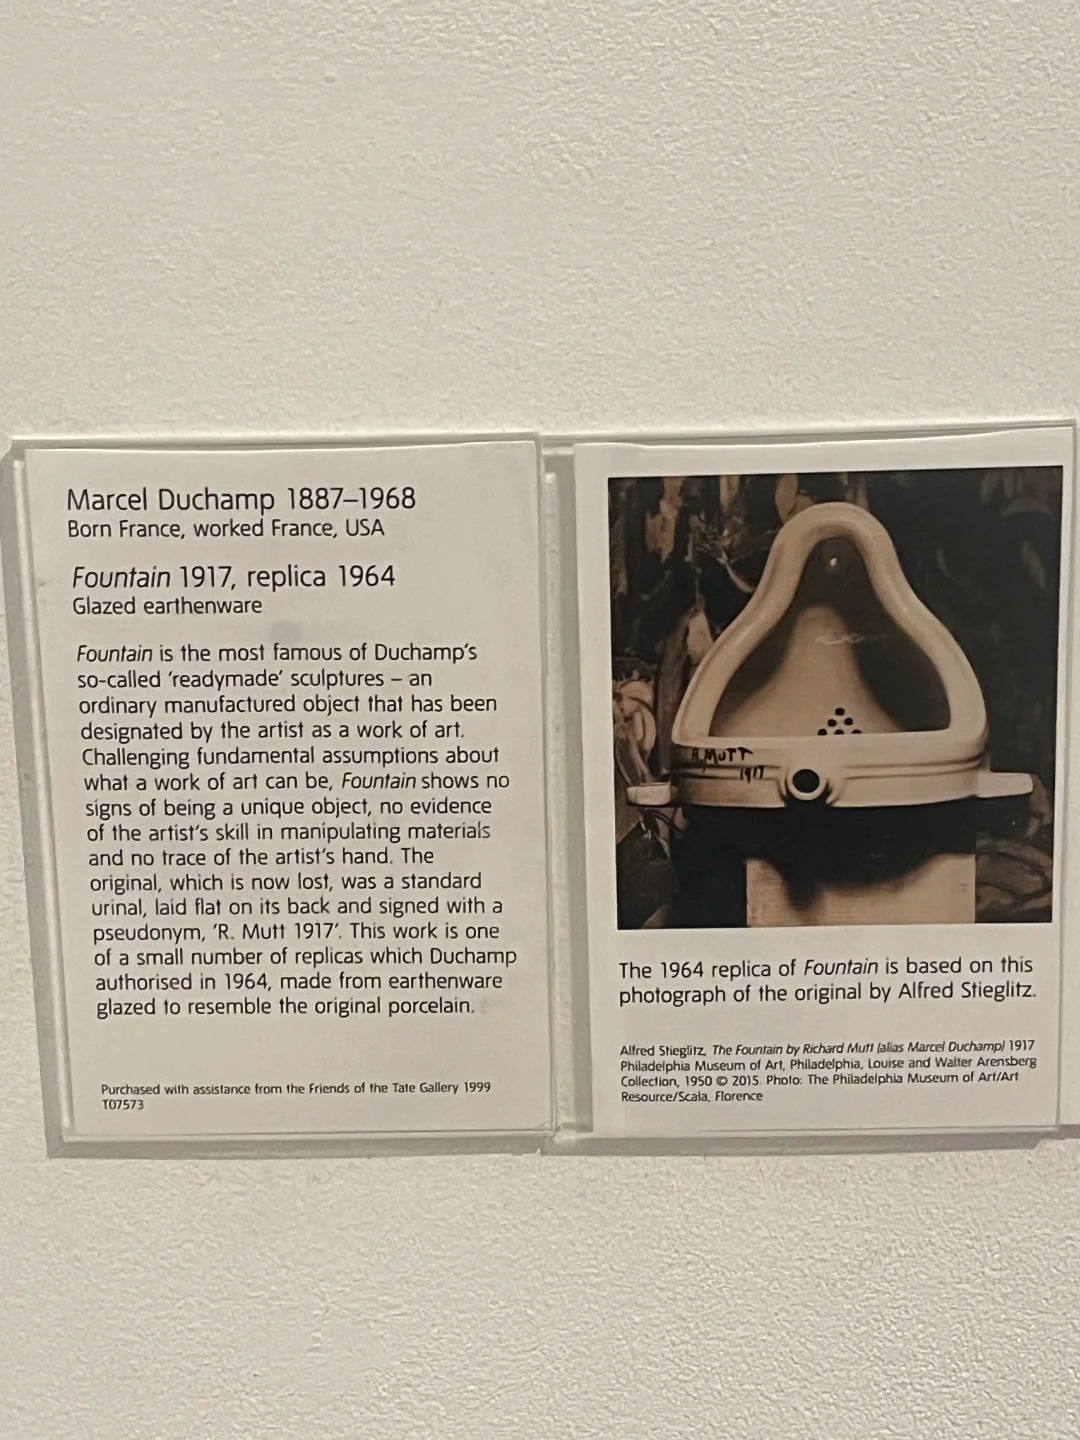 Marcel Duchamp 1887–1968
Born France, worked France, USA
Fountain 1917, replica 1964
Glazed earthenware
Fountain is the most famous of Duchamp's
so-called 'readymade' sculptures – an
ordinary manufactured object that has been
designated by the artist as a work of art.
Challenging fundamental assumptions about
what a work of art can be, Fountain shows no
signs of being a unique object, no evidence
of the artist's skill in manipulating materials
and no trace of the artist's hand. The
original, which is now lost, was a standard
urinal, laid flat on its back and signed with a
pseudonym, 'R. Mutt 1917'. This work is one
of a small number of replicas which Duchamp
authorised in 1964, made from earthenware
glazed to resemble the original porcelain.
Purchased with assistance from the Friends of the Tate Gallery 1999
T07573
R. MUTT
1917
The 1964 replica of Fountain is based on this
photograph of the original by Alfred Stieglitz.
Alfred Stieglitz, The Fountain by Richard Mutt (alias Marcel Duchamp) 1917
Philadelphia Museum of Art, Philadelphia, Louise and Walter Arensberg
Collection, 1950 © 2015. Photo: The Philadelphia Museum of Art/Art
Resource/Scala, Florence